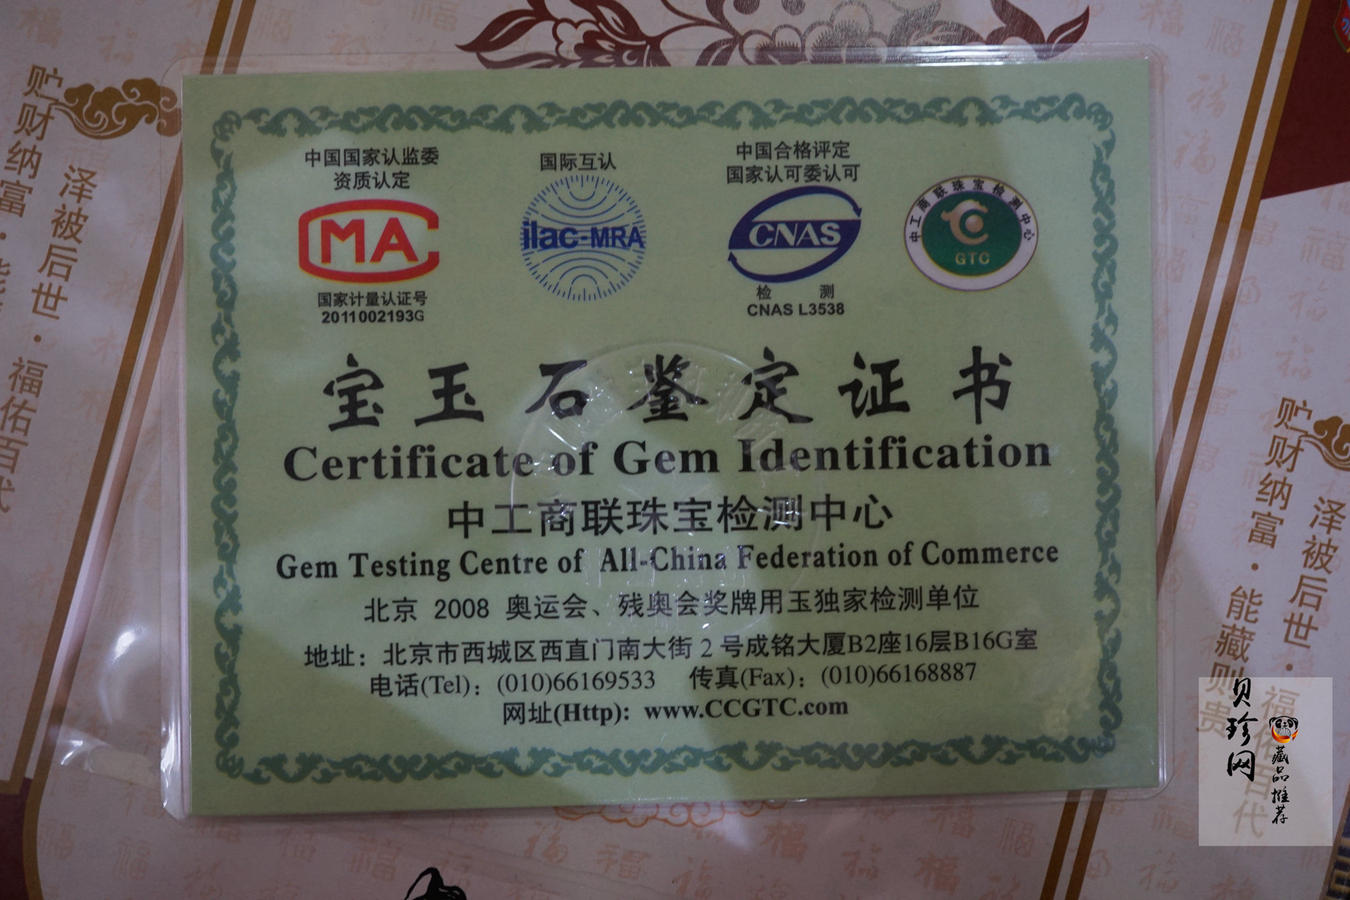 中国国家认监委
资质认定
MA
国家计量认证号
2011002193G
国际互认
ilac-MRA
中国合格评定
国家认可委认可
CNAS
检 测
CNAS L3538
中工商联珠宝检测中心
GTC
宝玉石鉴定证书
Certificate of Gem Identification
中工商联珠宝检测中心
Gem Testing Centre of All-China Federation of Commerce
北京 2008 奥运会、残奥会奖牌用玉独家检测单位
地址：北京市西城区西直门南大街 2 号成铭大厦B2座16层B16G室
电话(Tel)：(010)66169533 传真(Fax)：(010)66168887
网址(Http): www.CCGTC.com
贮财纳富·能
泽被后世·福佑百代
贮财纳富·能藏则贵
泽被后世·福佑百代
贝珍网
藏品推荐